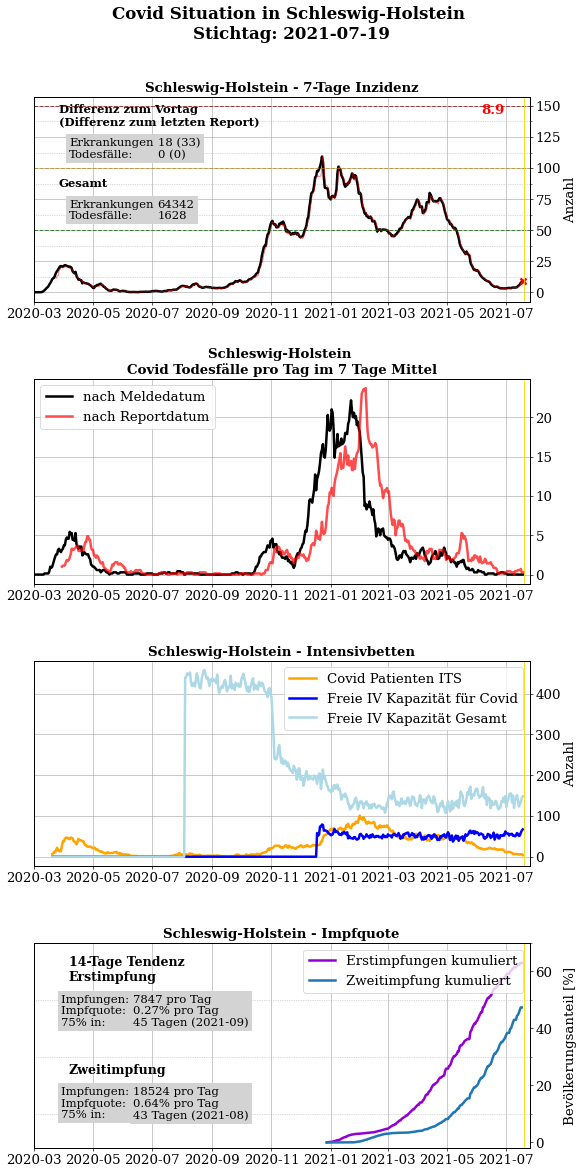 Covid Situation in Schleswig-Holstein
Stichtag: 2021-07-19
Schleswig-Holstein - 7-Tage Inzidenz
Differenz zum Vortag
(Differenz zum letzten Report)
Erkrankungen 18 (33)
Todesfälle: 0 (0)
Gesamt
Erkrankungen 64342
Todesfälle: 1628
8.9
150
125
100
75
50
25
0
Anzahl
2020-03 2020-05 2020-07 2020-09 2020-11 2021-01 2021-03 2021-05 2021-07
Schleswig-Holstein
Covid Todesfälle pro Tag im 7 Tage Mittel
nach Meldedatum
nach Reportdatum
20
15
10
5
0
2020-03 2020-05 2020-07 2020-09 2020-11 2021-01 2021-03 2021-05 2021-07
Schleswig-Holstein - Intensivbetten
Covid Patienten ITS
Freie IV Kapazität für Covid
Freie IV Kapazität Gesamt
400
300
200
100
0
Anzahl
2020-03 2020-05 2020-07 2020-09 2020-11 2021-01 2021-03 2021-05 2021-07
Schleswig-Holstein - Impfquote
14-Tage Tendenz
Erstimpfung
Impfungen: 7847 pro Tag
Impfquote: 0.27% pro Tag
75% in: 45 Tagen (2021-09)
Zweitimpfung
Impfungen: 18524 pro Tag
Impfquote: 0.64% pro Tag
75% in: 43 Tagen (2021-08)
Erstimpfungen kumuliert
Zweitimpfung kumuliert
60
40
20
0
Bevölkerungsanteil [%]
2020-03 2020-05 2020-07 2020-09 2020-11 2021-01 2021-03 2021-05 2021-07